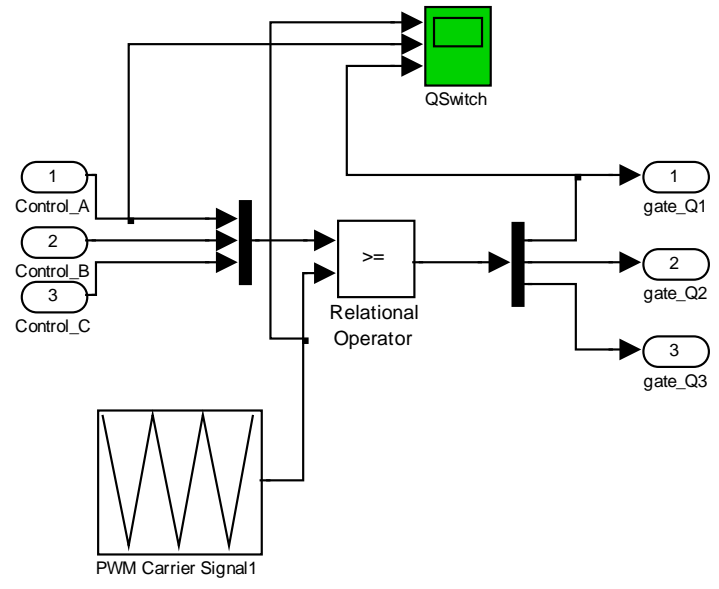 QSwitch
1
Control_A
2
Control_B
3
Control_C
>=
Relational
Operator
1
gate_Q1
2
gate_Q2
3
gate_Q3
PWM Carrier Signal1